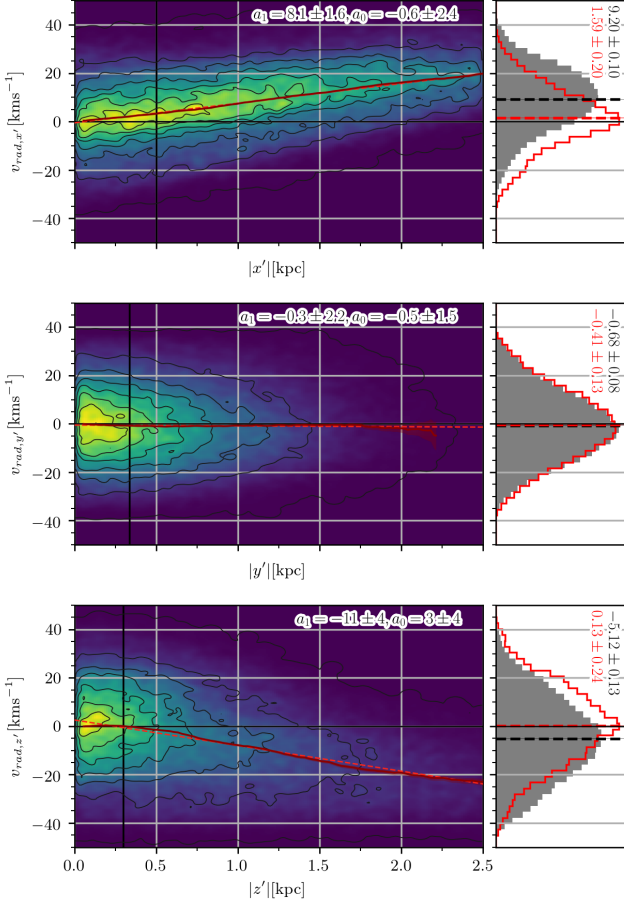 a₁ = 8.1 ± 1.6, a₀ = −0.6 ± 2.4
40
20
0
−20
−40
v_{rad,x′} [kms⁻¹]
|x′|[kpc]
9.20 ± 0.10
1.59 ± 0.20
a₁ = −0.3 ± 2.2, a₀ = −0.5 ± 1.5
40
20
0
−20
−40
v_{rad,y′} [kms⁻¹]
|y′|[kpc]
−0.68 ± 0.08
−0.41 ± 0.13
a₁ = −11 ± 4, a₀ = 3 ± 4
40
20
0
−20
−40
v_{rad,z′} [kms⁻¹]
0.0 0.5 1.0 1.5 2.0 2.5
|z′|[kpc]
−5.12 ± 0.13
0.13 ± 0.24